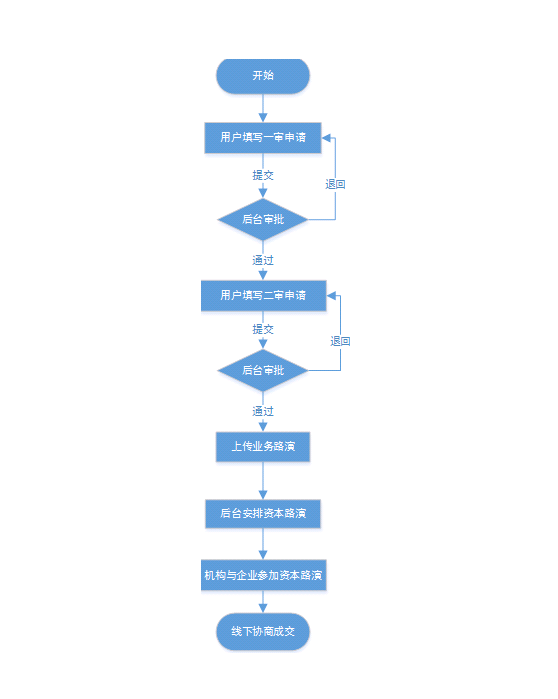 开始
用户填写一审申请
提交
退回
后台审批
通过
用户填写二审申请
提交
退回
后台审批
通过
上传业务路演
后台安排资本路演
机构与企业参加资本路演
线下协商成交